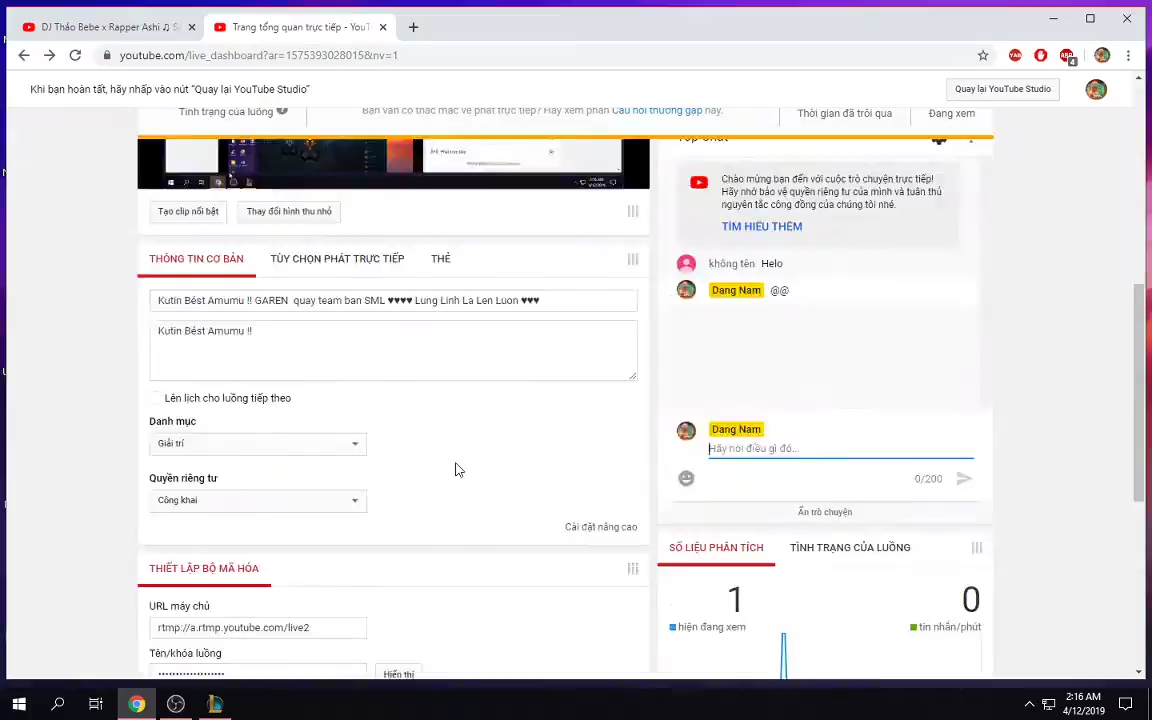 DJ Thảo Bebe x Rapper Ashi ♫ S
Trang tổng quan trực tiếp - YouT
youtube.com/live_dashboard?ar=1575393028015&nv=1
4
Khi bạn hoàn tất, hãy nhấp vào nút "Quay lại YouTube Studio"
Quay lại YouTube Studio
Tình trạng của luồng
Bạn vẫn có thắc mắc về phát trực tiếp? Hãy xem phần Câu hỏi thường gặp này.
Thời gian đã trôi qua
Đang xem
Top Chat
Chào mừng bạn đến với cuộc trò chuyện trực tiếp!
Hãy nhớ bảo vệ quyền riêng tư của mình và tuân thủ
nguyên tắc cộng đồng của chúng tôi nhé.
TÌM HIỂU THÊM
Tạo clip nổi bật
Thay đổi hình thu nhỏ
THÔNG TIN CƠ BẢN
TÙY CHỌN PHÁT TRỰC TIẾP
THẺ
không tên Helo
Dang Nam @@
Kutin Bést Amumu !! GAREN quay team ban SML ♥♥♥♥ Lung Linh La Len Luon ♥♥♥
Kutin Bést Amumu !!
Lên lịch cho luồng tiếp theo
Danh mục
Giải trí
Quyền riêng tư
Công khai
Cài đặt nâng cao
Dang Nam
Hãy nói điều gì đó...
0/200
Ẩn trò chuyện
SỐ LIỆU PHÂN TÍCH
TÌNH TRẠNG CỦA LUỒNG
1
0
hiện đang xem
tin nhắn/phút
THIẾT LẬP BỘ MÃ HÓA
URL máy chủ
rtmp://a.rtmp.youtube.com/live2
Tên/khóa luồng
Hiển thị
2:16 AM
4/12/2019